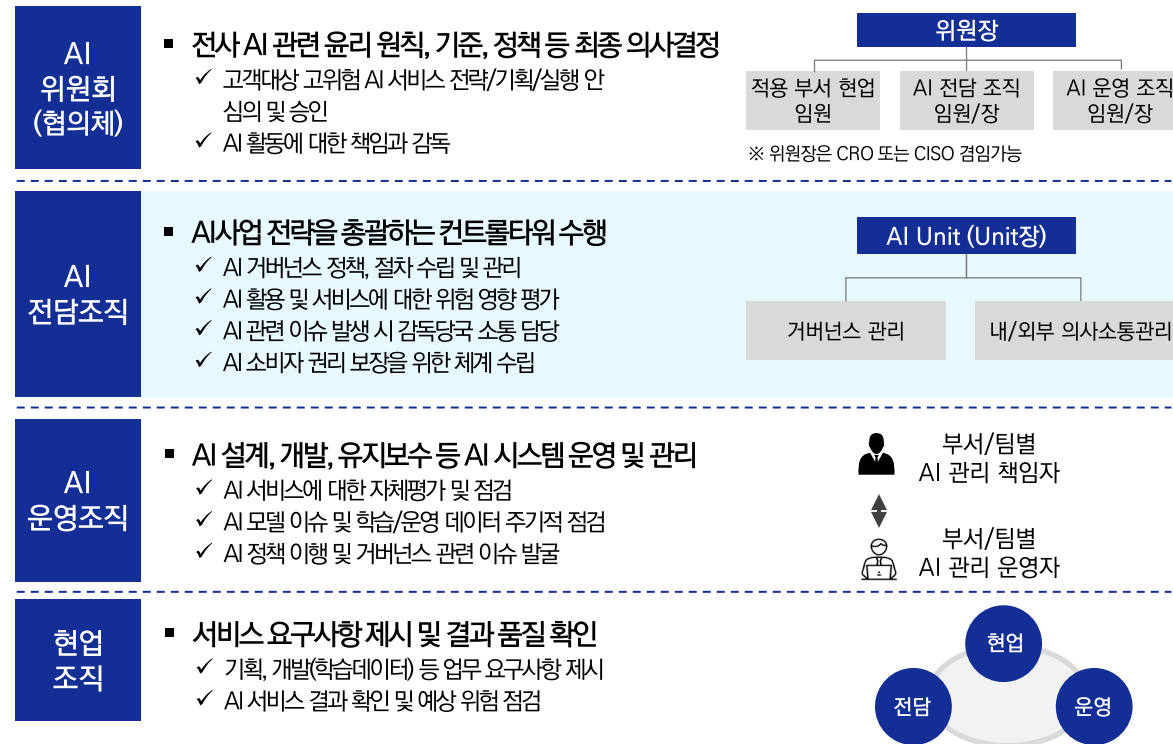 AI
위원회
(협의체)
▪ 전사 AI 관련 윤리 원칙, 기준, 정책 등 최종 의사결정
✓ 고객대상 고위험 AI 서비스 전략/기획/실행 안
심의 및 승인
✓ AI 활동에 대한 책임과 감독
위원장
적용 부서 현업
임원
AI 전담 조직
임원/장
AI 운영 조직
임원/장
※ 위원장은 CRO 또는 CISO 겸임가능
AI
전담조직
▪ AI사업 전략을 총괄하는 컨트롤타워 수행
✓ AI 거버넌스 정책, 절차 수립 및 관리
✓ AI 활용 및 서비스에 대한 위험 영향 평가
✓ AI 관련 이슈 발생 시 감독당국 소통 담당
✓ AI 소비자 권리 보장을 위한 체계 수립
AI Unit (Unit장)
거버넌스 관리
내/외부 의사소통관리
AI
운영조직
▪ AI 설계, 개발, 유지보수 등 AI 시스템 운영 및 관리
✓ AI 서비스에 대한 자체평가 및 점검
✓ AI 모델 이슈 및 학습/운영 데이터 주기적 점검
✓ AI 정책 이행 및 거버넌스 관련 이슈 발굴
부서/팀별
AI 관리 책임자
부서/팀별
AI 관리 운영자
현업
조직
▪ 서비스 요구사항 제시 및 결과 품질 확인
✓ 기획, 개발(학습데이터) 등 업무 요구사항 제시
✓ AI 서비스 결과 확인 및 예상 위험 점검
현업
전담
운영